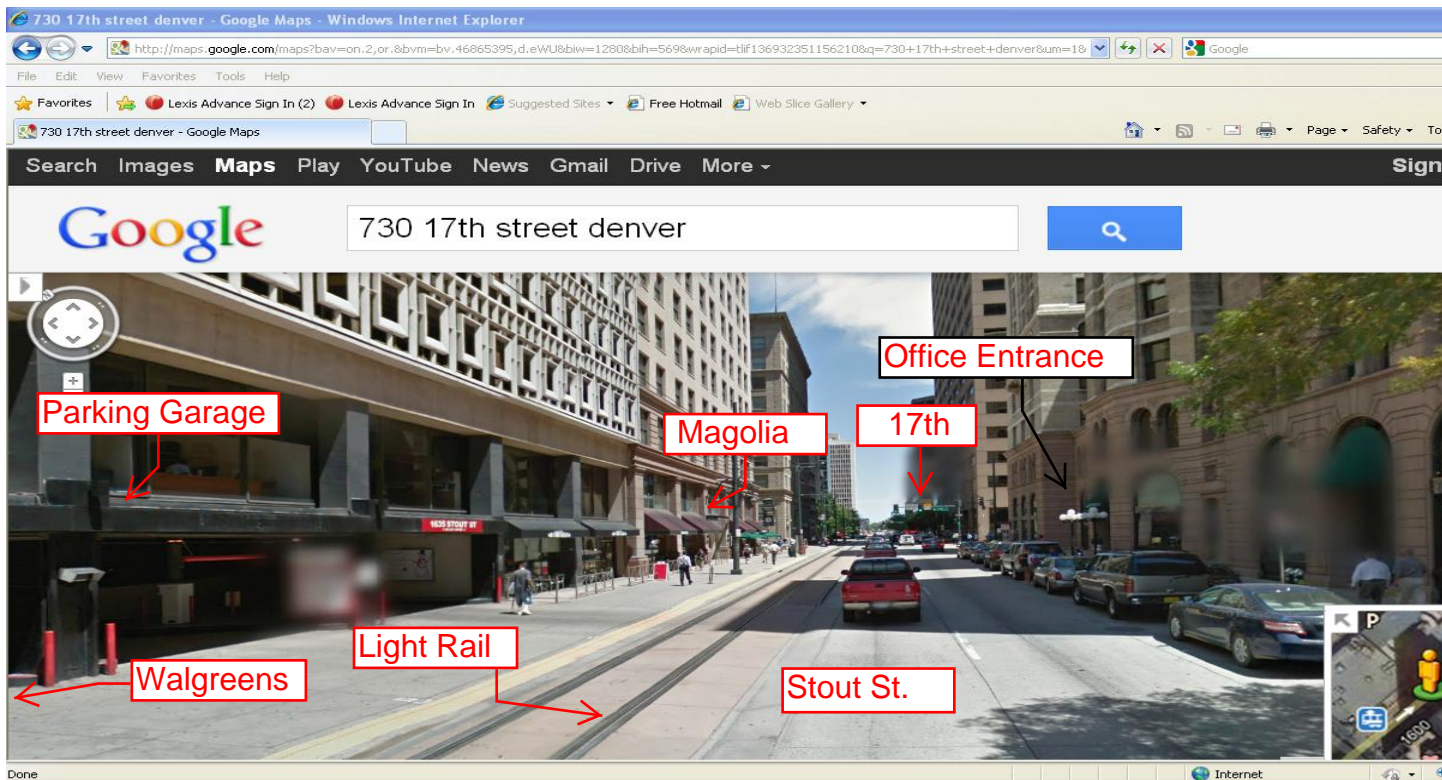 730 17th street denver - Google Maps - Windows Internet Explorer
http://maps.google.com/maps?bav=on.2,or.&bvm=bv.46865395,d.eWU&biw=1280&bih=569&wrapid=tlif136932351156210&q=730+17th+street+denver&um=1&
Google
File Edit View Favorites Tools Help
Favorites Lexis Advance Sign In (2) Lexis Advance Sign In Suggested Sites Free Hotmail Web Slice Gallery
730 17th street denver - Google Maps
Page Safety To
Search Images Maps Play YouTube News Gmail Drive More
Sign
Google
730 17th street denver
Office Entrance
Parking Garage
Magolia
17th
1635 STOUT ST
Light Rail
Walgreens
Stout St.
P
1600
Done
Internet